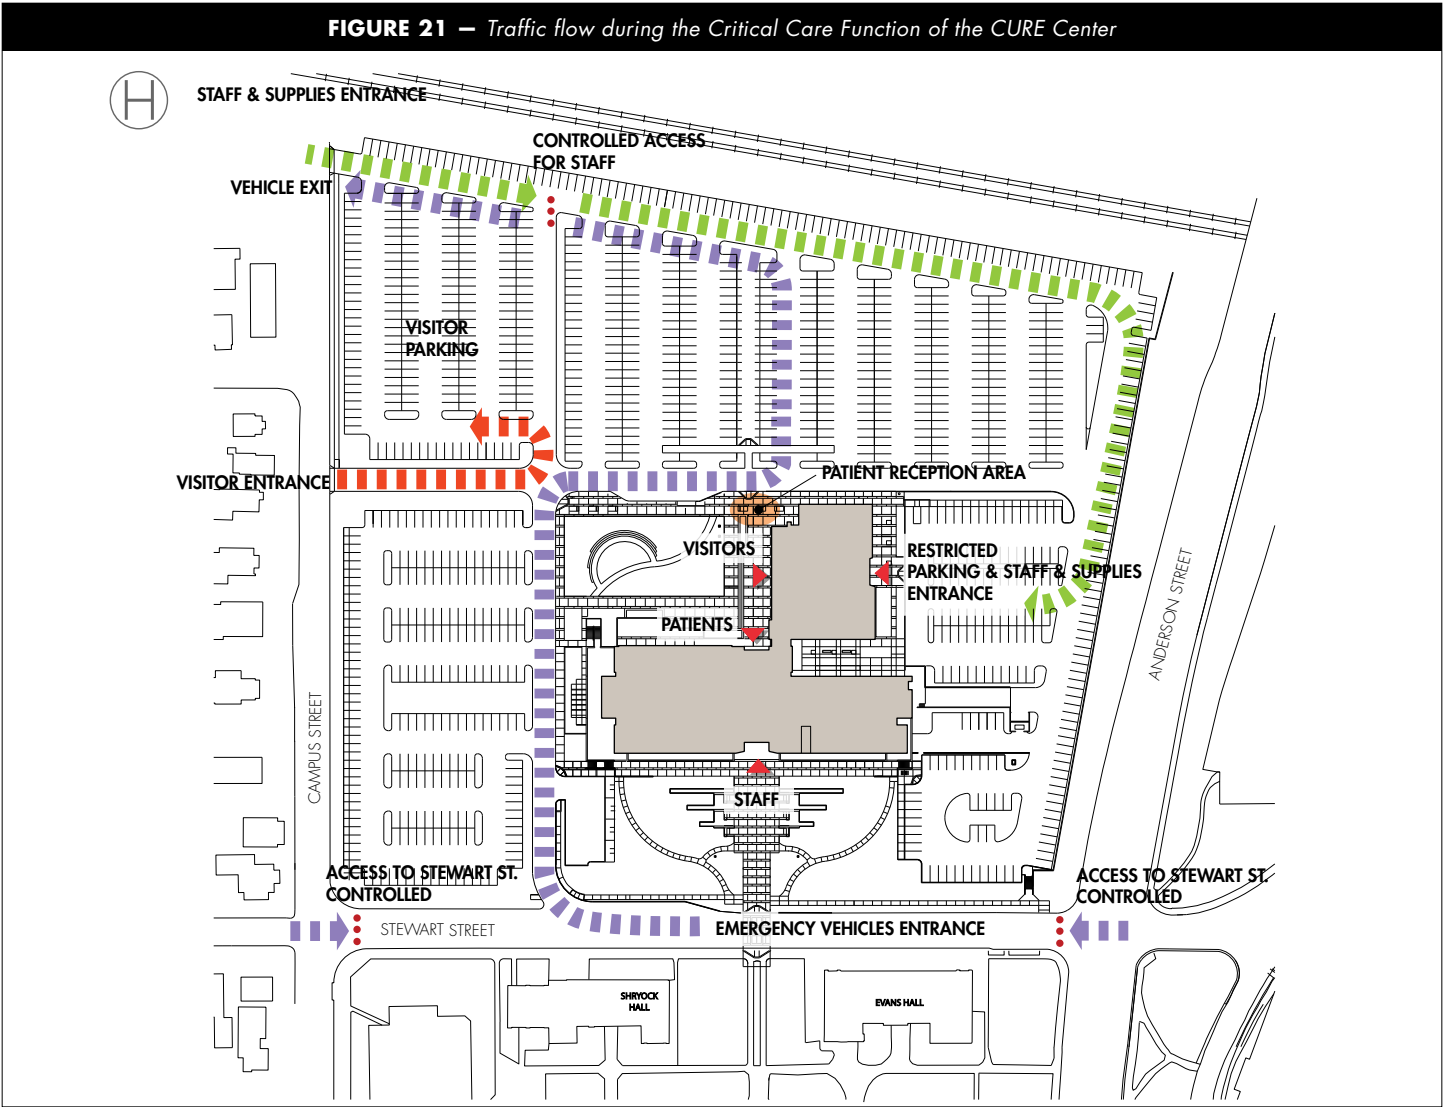 FIGURE 21 — Traffic flow during the Critical Care Function of the CURE Center
H
STAFF & SUPPLIES ENTRANCE
CONTROLLED ACCESS
FOR STAFF
VEHICLE EXIT
VISITOR
PARKING
VISITOR ENTRANCE
PATIENT RECEPTION AREA
VISITORS
RESTRICTED
PARKING & STAFF & SUPPLIES
ENTRANCE
PATIENTS
ANDERSON STREET
CAMPUS STREET
STAFF
ACCESS TO STEWART ST.
CONTROLLED
ACCESS TO STEWART ST.
CONTROLLED
STEWART STREET
EMERGENCY VEHICLES ENTRANCE
SHRYOCK
HALL
EVANS HALL